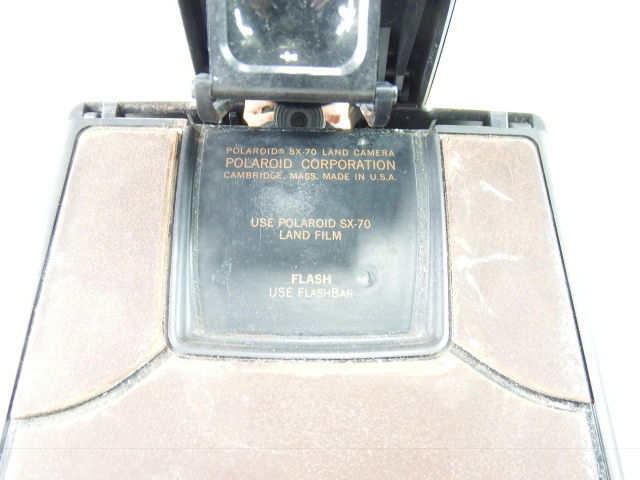 POLAROID® SX-70 LAND CAMERA
POLAROID CORPORATION
CAMBRIDGE, MASS. MADE IN U.S.A.
USE POLAROID SX-70
LAND FILM
FLASH
USE FLASHBAR